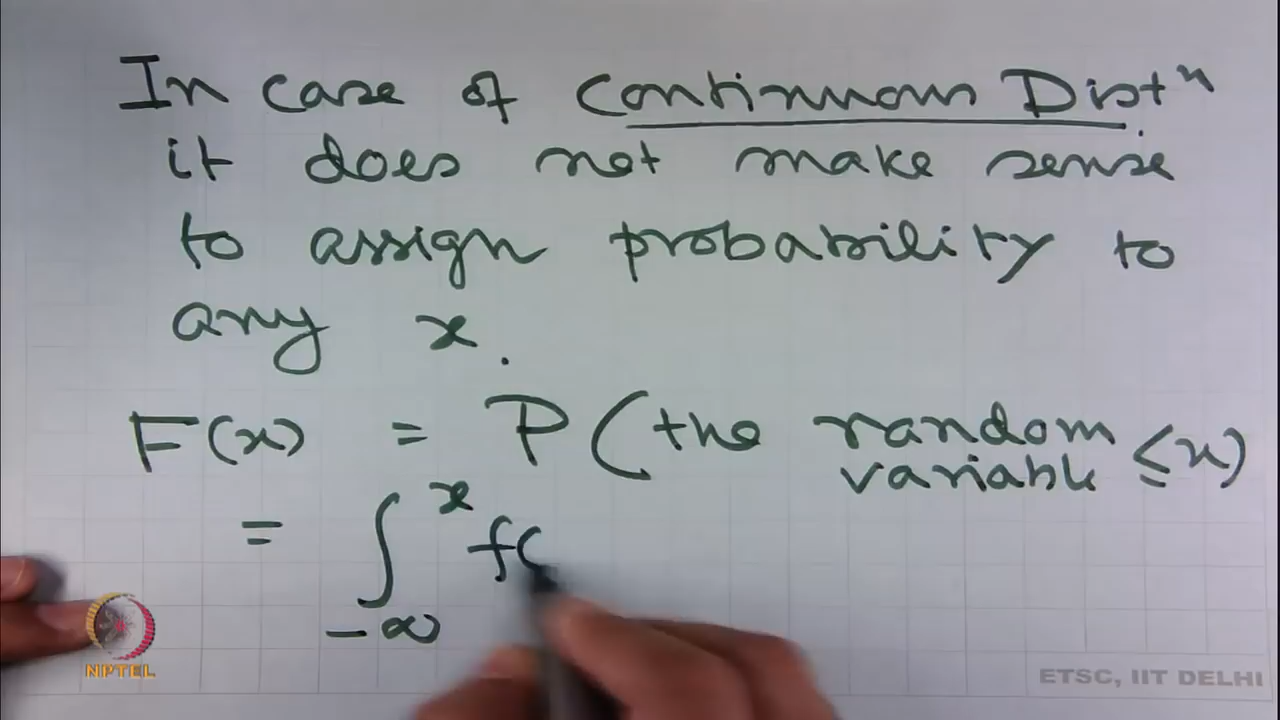 In case of Continuous Distⁿ.
it does not make sense
to assign probability to
any x.
F(x) = P(the random variable ≤ x)
= ∫_{-∞}^{x} f(
NPTEL
ETSC, IIT DELHI